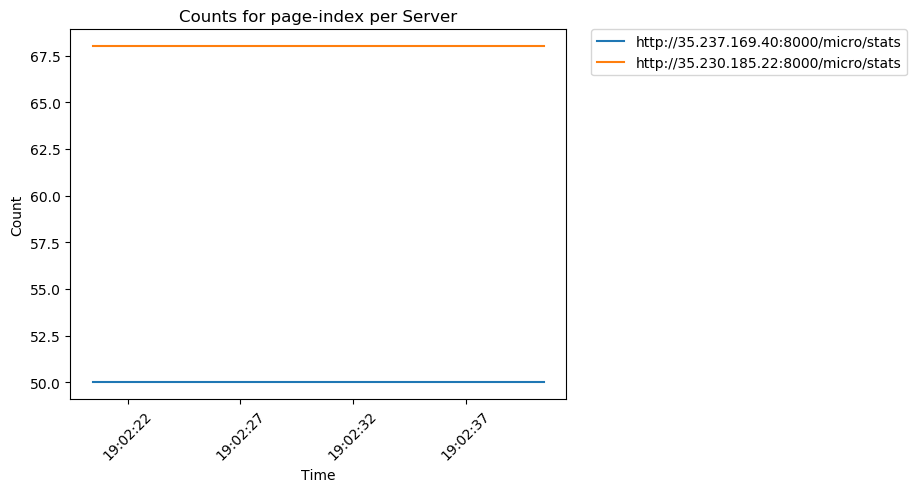 Counts for page-index per Server
http://35.237.169.40:8000/micro/stats
http://35.230.185.22:8000/micro/stats
67.5
65.0
62.5
60.0
57.5
55.0
52.5
50.0
Count
19:02:22
19:02:27
19:02:32
19:02:37
Time